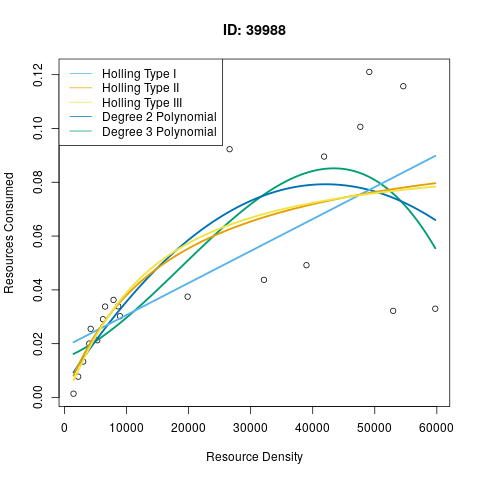 ID: 39988
Holling Type I
Holling Type II
Holling Type III
Degree 2 Polynomial
Degree 3 Polynomial
Resources Consumed
0.12
0.10
0.08
0.06
0.04
0.02
0.00
0 10000 20000 30000 40000 50000 60000
Resource Density